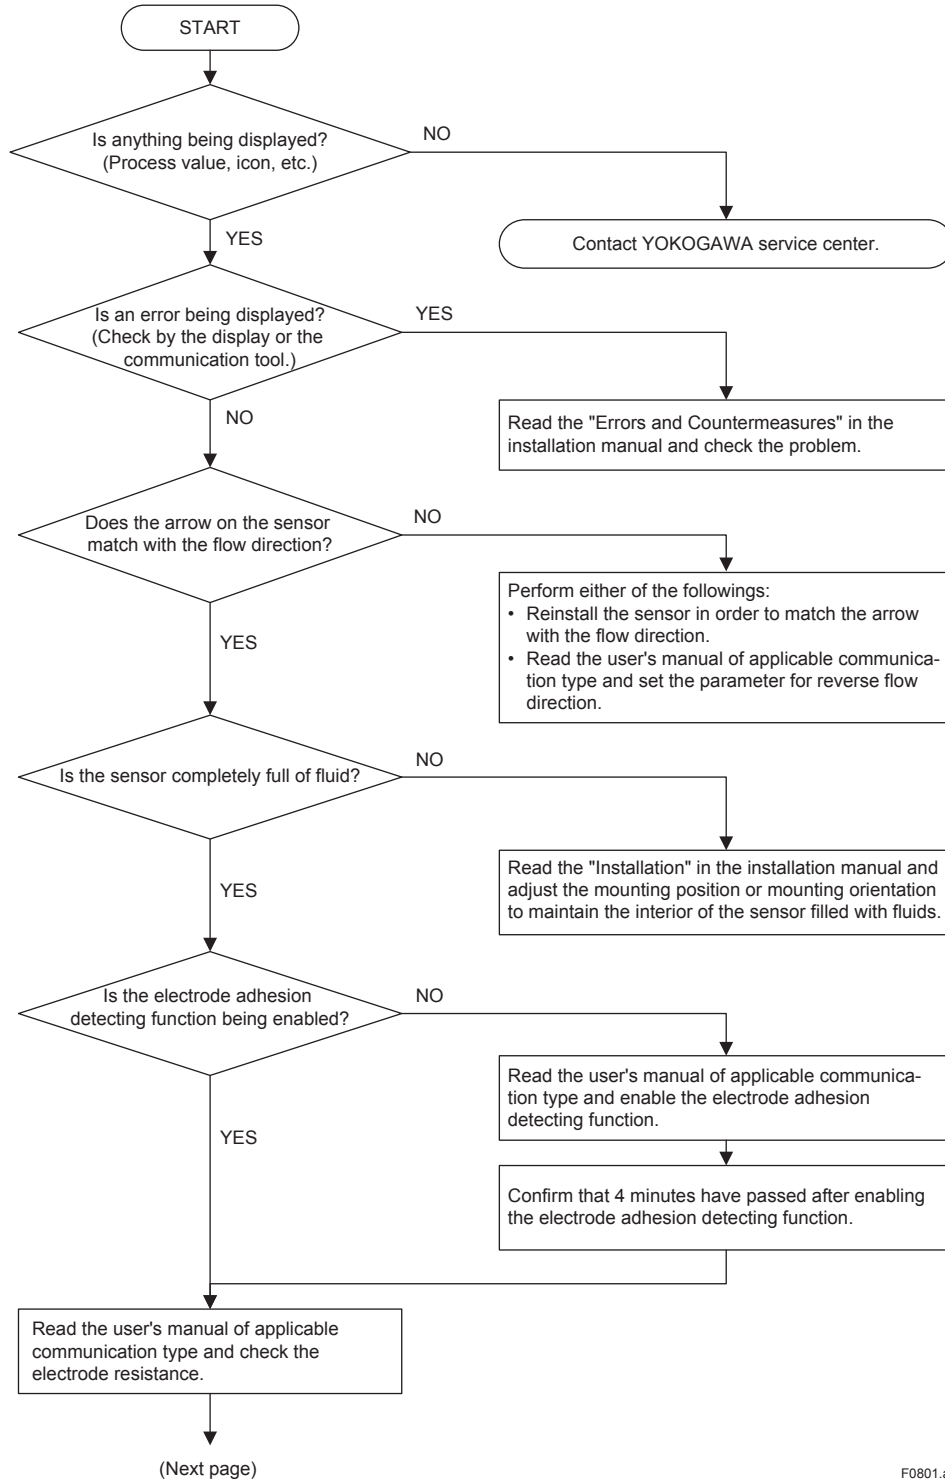 START
Is anything being displayed?
(Process value, icon, etc.)
NO
YES
Contact YOKOGAWA service center.
Is an error being displayed?
(Check by the display or the
communication tool.)
YES
NO
Read the "Errors and Countermeasures" in the
installation manual and check the problem.
Does the arrow on the sensor
match with the flow direction?
NO
YES
Perform either of the followings:
• Reinstall the sensor in order to match the arrow
with the flow direction.
• Read the user's manual of applicable communica-
tion type and set the parameter for reverse flow
direction.
Is the sensor completely full of fluid?
NO
YES
Read the "Installation" in the installation manual and
adjust the mounting position or mounting orientation
to maintain the interior of the sensor filled with fluids.
Is the electrode adhesion
detecting function being enabled?
NO
YES
Read the user's manual of applicable communica-
tion type and enable the electrode adhesion
detecting function.
Confirm that 4 minutes have passed after enabling
the electrode adhesion detecting function.
Read the user's manual of applicable
communication type and check the
electrode resistance.
(Next page)
F0801.a